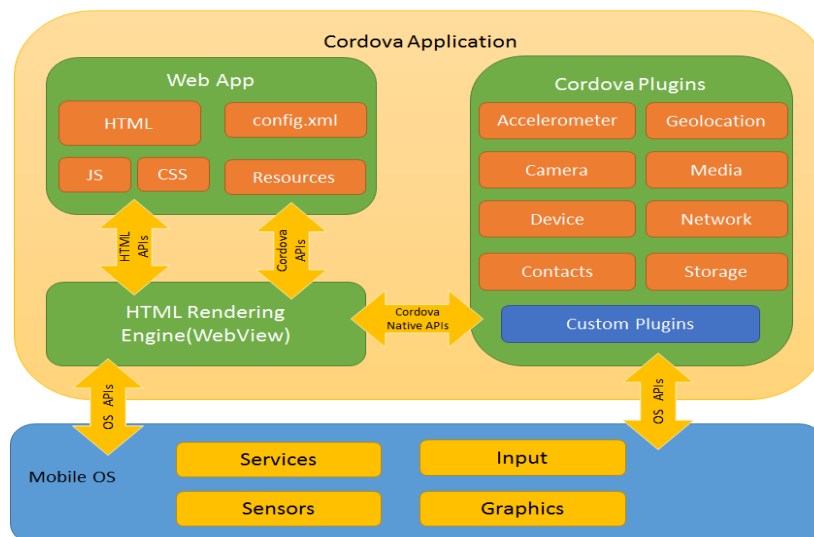 Cordova Application
Web App
HTML
config.xml
JS
CSS
Resources
HTML
APIs
Cordova
APIs
HTML Rendering
Engine(WebView)
Cordova
Native APIs
Cordova Plugins
Accelerometer
Geolocation
Camera
Media
Device
Network
Contacts
Storage
Custom Plugins
OS APIs
OS APIs
Mobile OS
Services
Input
Sensors
Graphics